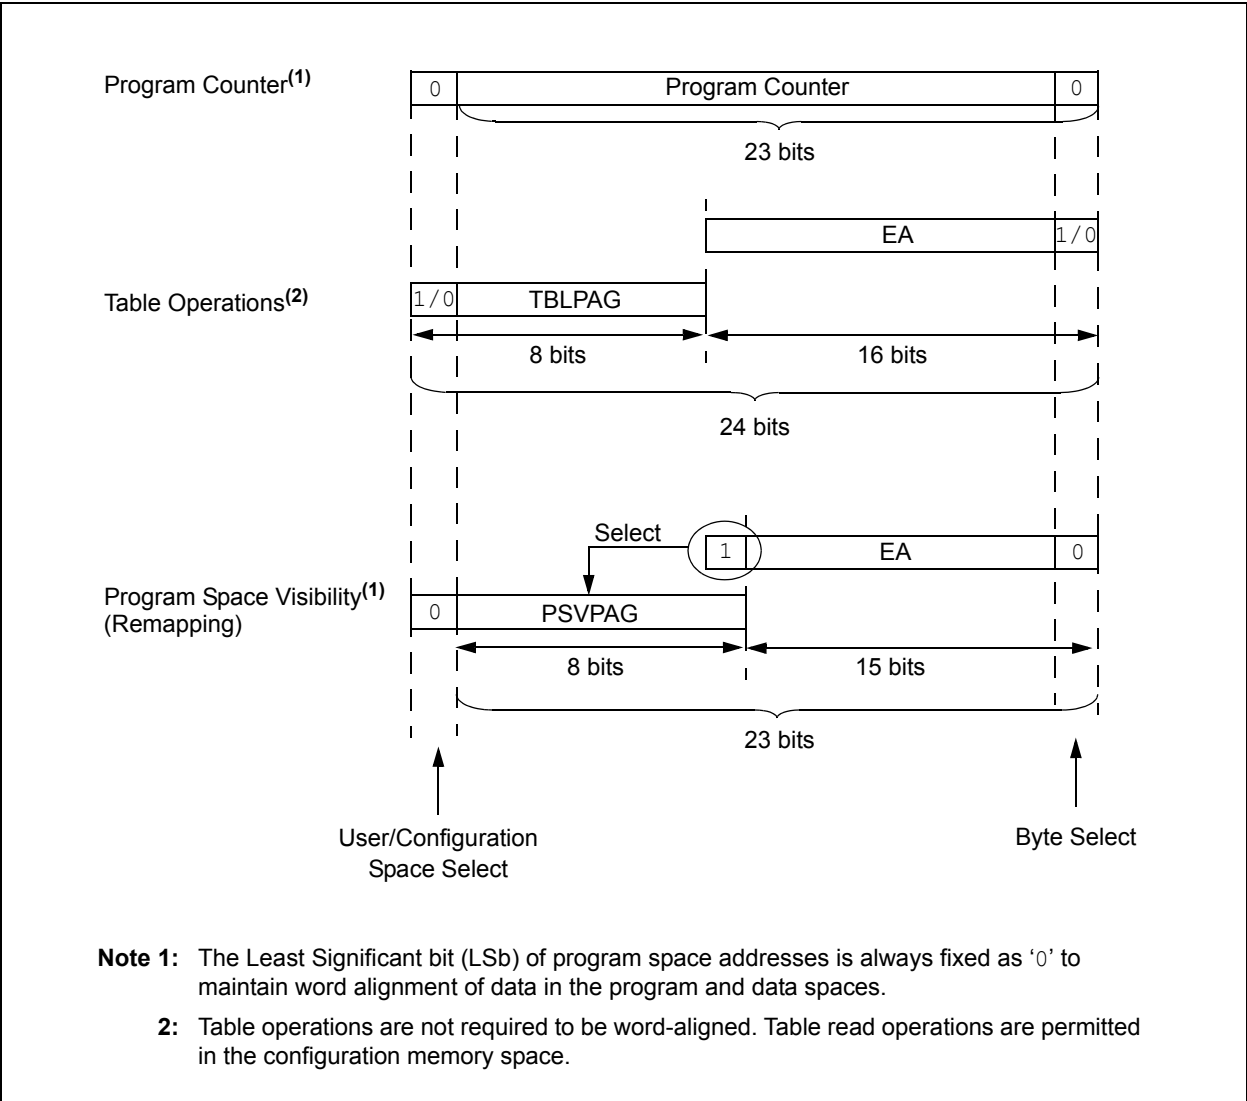 Program Counter(1)
0
Program Counter
0
23 bits
EA
1/0
Table Operations(2)
1/0
TBLPAG
8 bits
16 bits
24 bits
Select
1
EA
0
Program Space Visibility(1)
(Remapping)
0
PSVPAG
8 bits
15 bits
23 bits
User/Configuration
Space Select
Byte Select
Note 1: The Least Significant bit (LSb) of program space addresses is always fixed as ‘0’ to
maintain word alignment of data in the program and data spaces.
2: Table operations are not required to be word-aligned. Table read operations are permitted
in the configuration memory space.